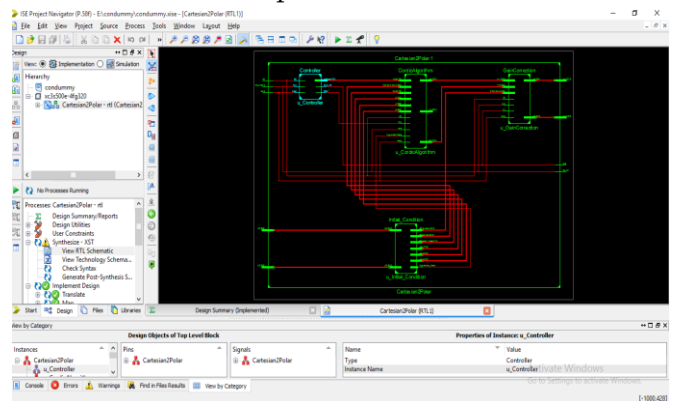 ISE Project Navigator (P.58f) - E:\condummy\condummy.xise - [Cartesian2Polar (RTL1)]
File Edit View Project Source Process Tools Window Layout Help
Design
View: Implementation Simulation
Hierarchy
condummy
xc3s500e-4fg320
Cartesian2Polar - rtl (Cartesian2
No Processes Running
Processes: Cartesian2Polar - rtl
Design Summary/Reports
Design Utilities
User Constraints
Synthesize - XST
View RTL Schematic
View Technology Schema...
Check Syntax
Generate Post-Synthesis S...
Implement Design
Translate
Map
Start Design Files Libraries
Cartesian2Polar:1
Controller
u_Controller
CordicAlgorithm
u_CordicAlgorithm
GainCorrection
u_GainCorrection
Initial_Condition
u_Initial_Condition
Cartesian2Polar
Design Summary (Implemented)
Cartesian2Polar (RTL1)
View by Category
Design Objects of Top Level Block
Properties of Instance: u_Controller
Instances
Pins
Signals
Name Value
Cartesian2Polar
Cartesian2Polar
Cartesian2Polar
Type Controller
u_Controller
Instance Name u_Controller
Activate Windows
Go to Settings to activate Windows.
Console Errors Warnings Find in Files Results View by Category
[-1000,428]